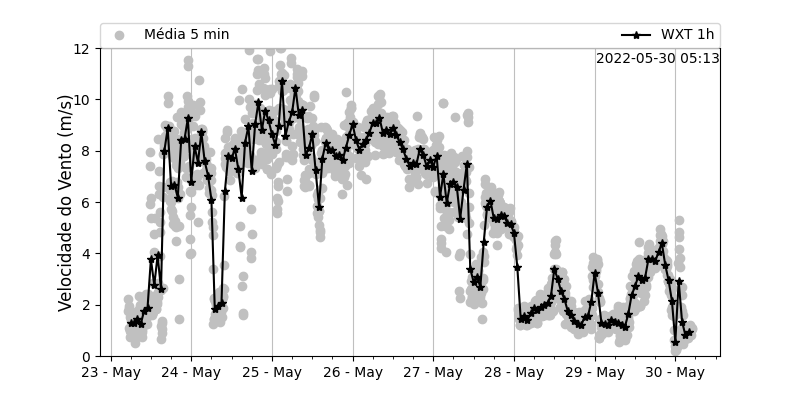 Média 5 min
WXT 1h
2022-05-30 05:13
Velocidade do Vento (m/s)
12
10
8
6
4
2
0
23 - May
24 - May
25 - May
26 - May
27 - May
28 - May
29 - May
30 - May